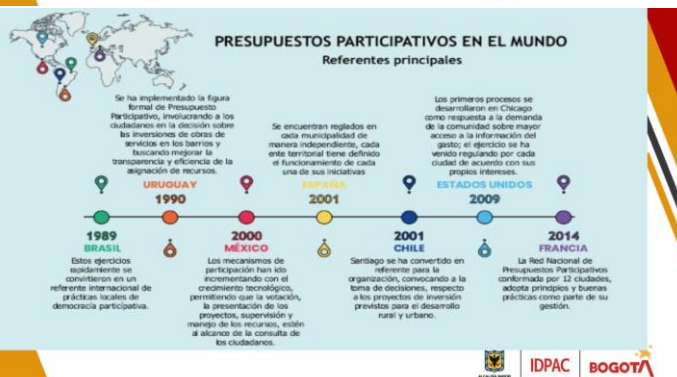 PRESUPUESTOS PARTICIPATIVOS EN EL MUNDO
Referentes principales
Se ha implementado la figura
formal de Presupuesto
Participativo, involucrando a los
ciudadanos en la decisión sobre
las inversiones de obras de
servicios en los barrios y
buscando mejorar la
transparencia y eficiencia de la
asignación de recursos.
URUGUAY
1990
Se encuentran reglados en
cada municipalidad de
manera independiente, cada
ente territorial tiene definido
el funcionamiento de cada
una de sus iniciativas
ESPAÑA
2001
Los primeros procesos se
desarrollaron en Chicago
como respuesta a la demanda
de la comunidad sobre mayor
acceso a la información del
gasto; el ejercicio se ha
venido regulando por cada
ciudad de acuerdo con sus
propios intereses.
ESTADOS UNIDOS
2009
1989
BRASIL
Estos ejercicios
rápidamente se
convirtieron en un
referente internacional de
prácticas locales de
democracia participativa.
2000
MÉXICO
Los mecanismos de
participación han ido
incrementando con el
crecimiento tecnológico,
permitiendo que la votación,
la presentación de los
proyectos, supervisión y
manejo de los recursos, estén
al alcance de la consulta de
los ciudadanos.
2001
CHILE
Santiago se ha convertido en
referente para la
organización, convocando a la
toma de decisiones, respecto
a los proyectos de inversión
previstos para el desarrollo
rural y urbano.
2014
FRANCIA
La Red Nacional de
Presupuestos Participativos
conformada por 12 ciudades,
adopta principios y buenas
prácticas como parte de su
gestión.
IDPAC
BOGOTÁ